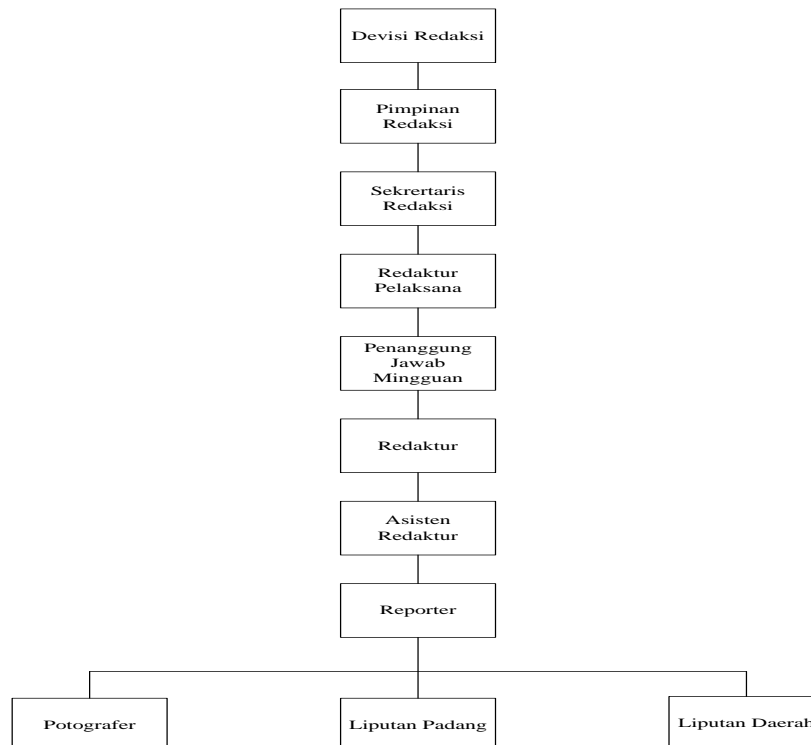 Devisi Redaksi
Pimpinan
Redaksi
Sekrertaris
Redaksi
Redaktur
Pelaksana
Penanggung
Jawab
Mingguan
Redaktur
Asisten
Redaktur
Reporter
Potografer
Liputan Padang
Liputan Daerah